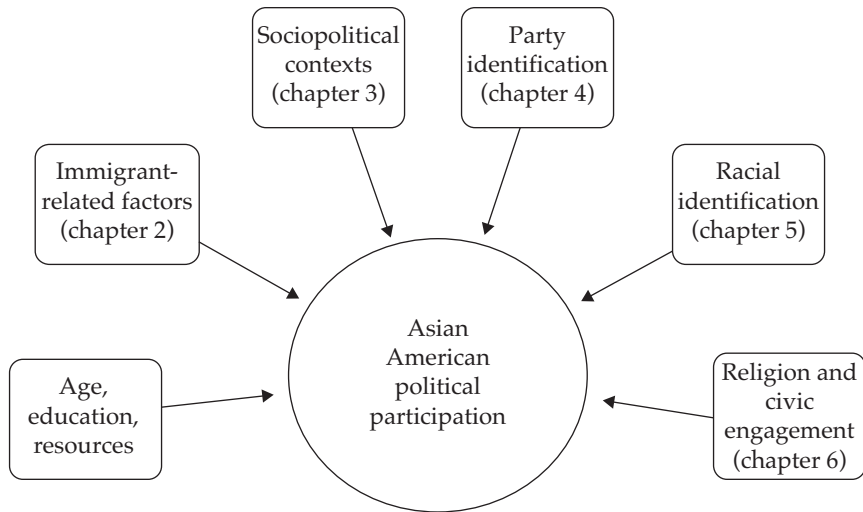 Sociopolitical
contexts
(chapter 3)
Party
identification
(chapter 4)
Immigrant-
related factors
(chapter 2)
Racial
identification
(chapter 5)
Asian
American
political
participation
Age,
education,
resources
Religion and
civic
engagement
(chapter 6)